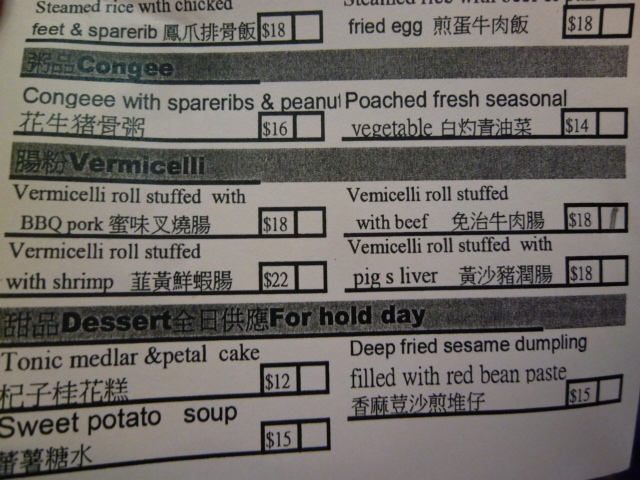 Steamed rice with chicked
feet & sparerib 鳳爪排骨飯 $18
fried egg 煎蛋牛肉飯 $18
粥品Congee
Congeee with spareribs & peanut
花生猪骨粥 $16
Poached fresh seasonal
vegetable 白灼青油菜 $14
腸粉Vermicelli
Vermicelli roll stuffed with
BBQ pork 蜜味叉燒腸 $18
Vemicelli roll stuffed
with beef 免治牛肉腸 $18
Vermicelli roll stuffed
with shrimp 韮黃鮮蝦腸 $22
Vemicelli roll stuffed with
pig s liver 黃沙豬潤腸 $18
甜品Dessert全日供應For hold day
Tonic medlar &petal cake
杞子桂花糕 $12
Deep fried sesame dumpling
filled with red bean paste
香麻荳沙煎堆仔 $15
Sweet potato soup
蕃薯糖水 $15